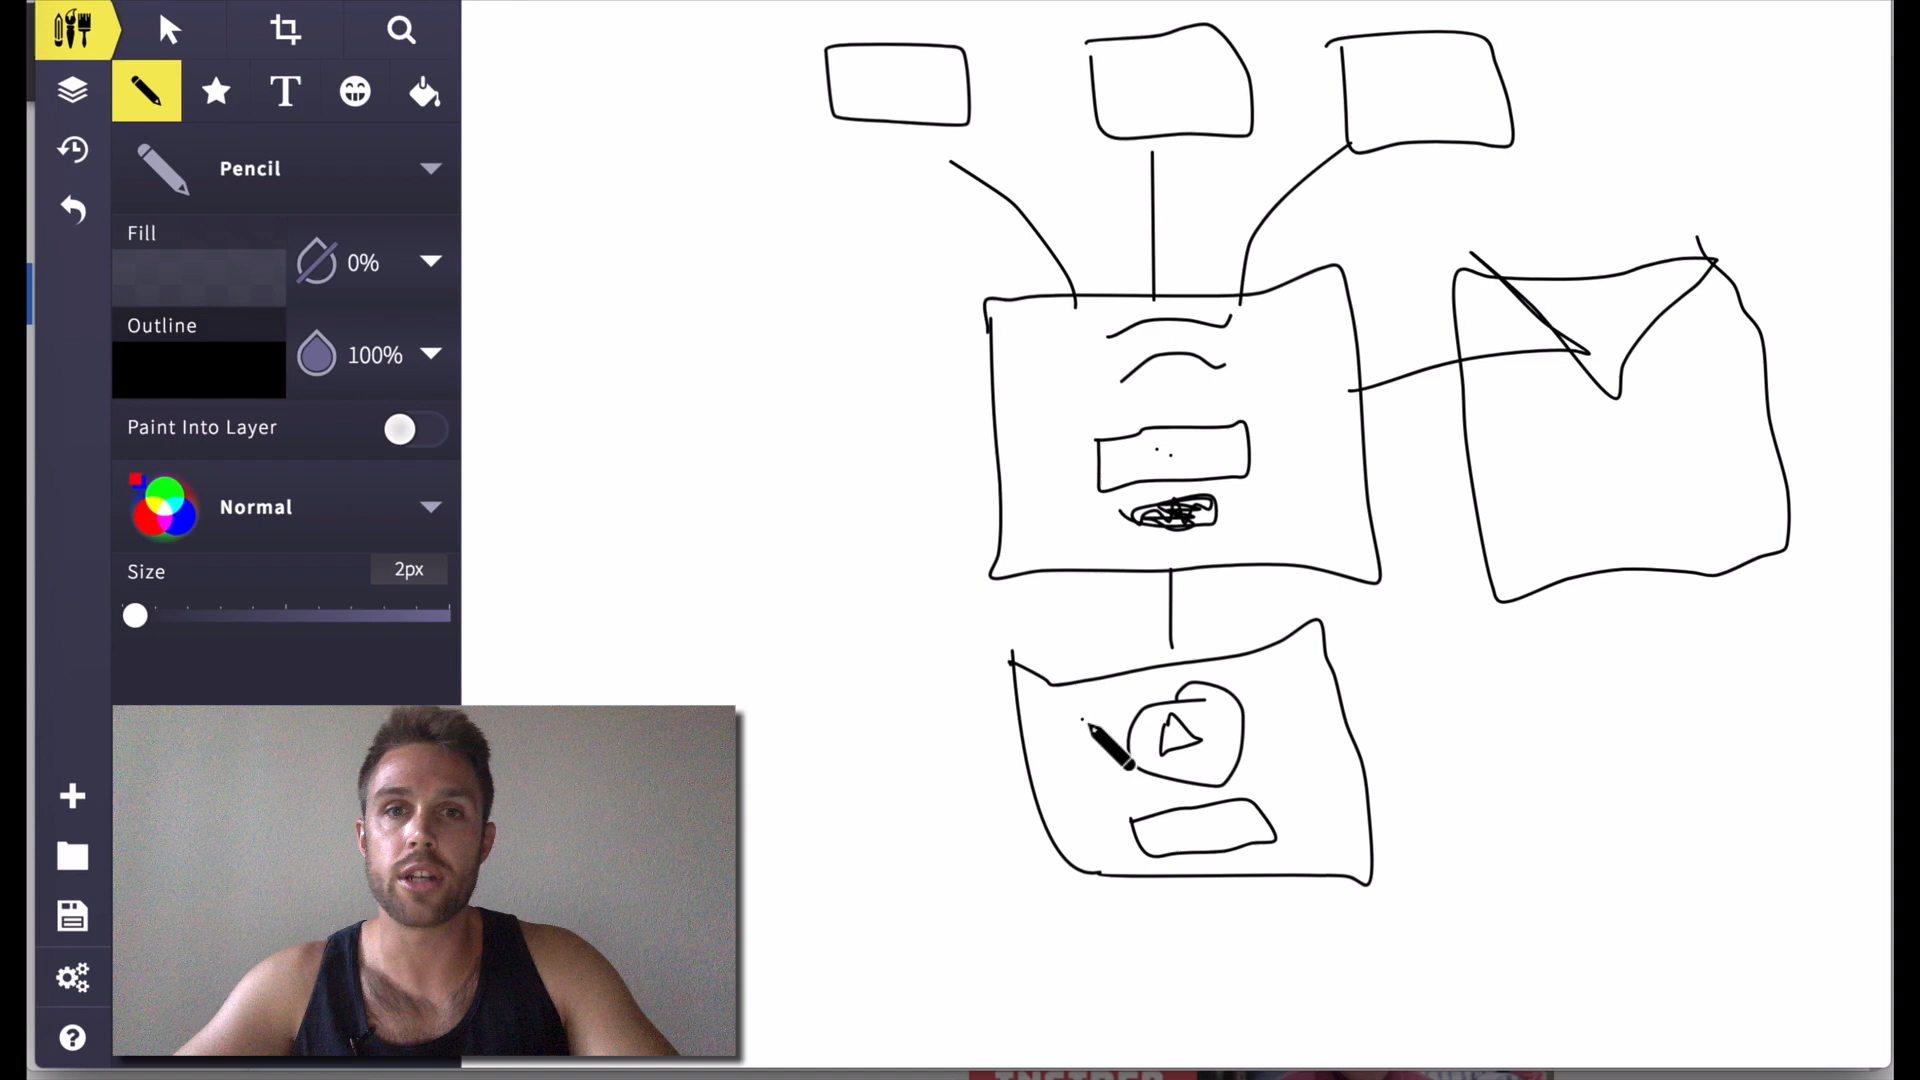 T
Pencil
Fill
0%
Outline
100%
Paint Into Layer
Normal
Size
2px
?